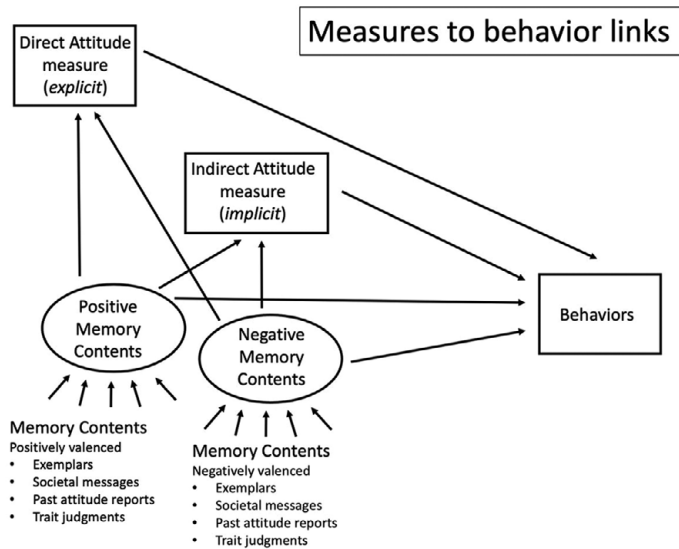 Measures to behavior links
Direct Attitude
measure
(explicit)
Indirect Attitude
measure
(implicit)
Positive
Memory
Contents
Negative
Memory
Contents
Behaviors
Memory Contents
Positively valenced
• Exemplars
• Societal messages
• Past attitude reports
• Trait judgments
Memory Contents
Negatively valenced
• Exemplars
• Societal messages
• Past attitude reports
• Trait judgments